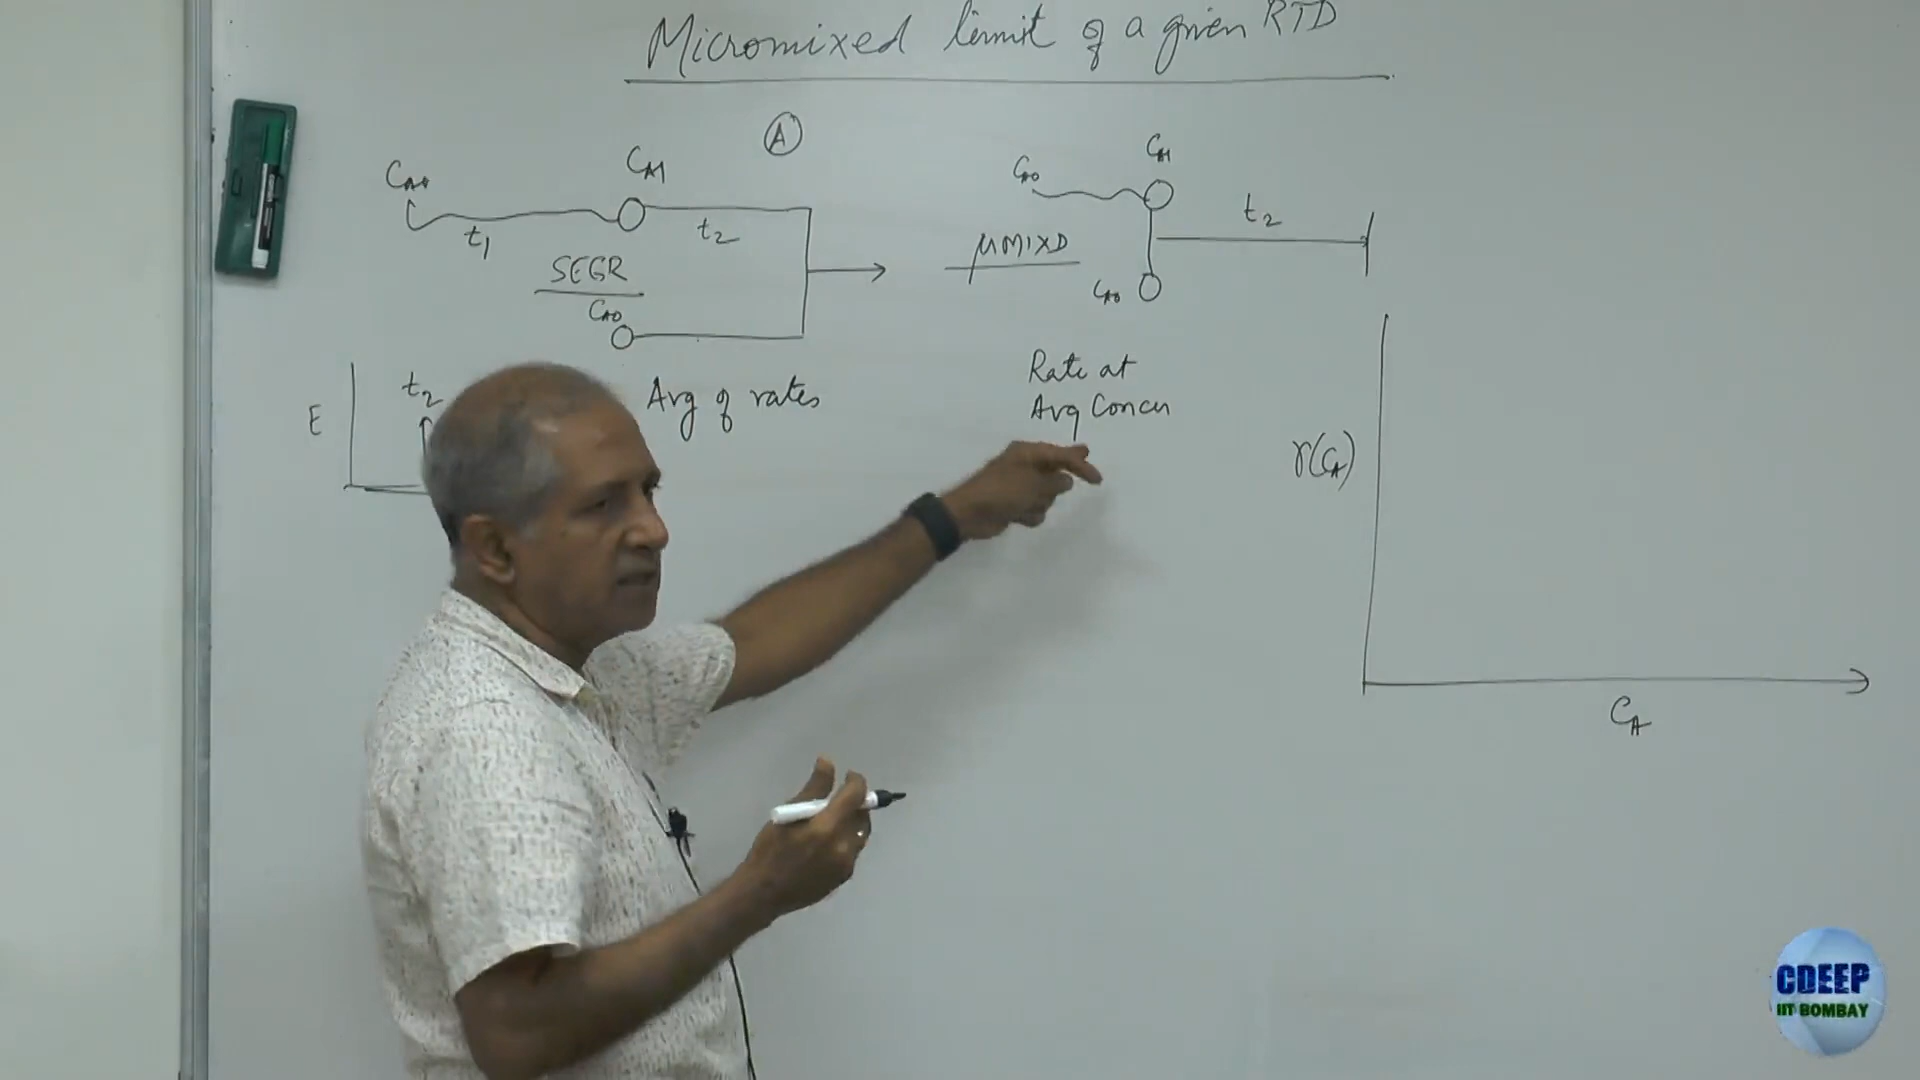 Micromixed limit of a given RTD
A
CA0
CA1
t1
t2
SEGR
CA0
CA0
CA1
t2
μMIXD
CA0
E
t2
Avg of rates
Rate at
Avg Concn
r(CA)
CA
CDEEP
IIT BOMBAY